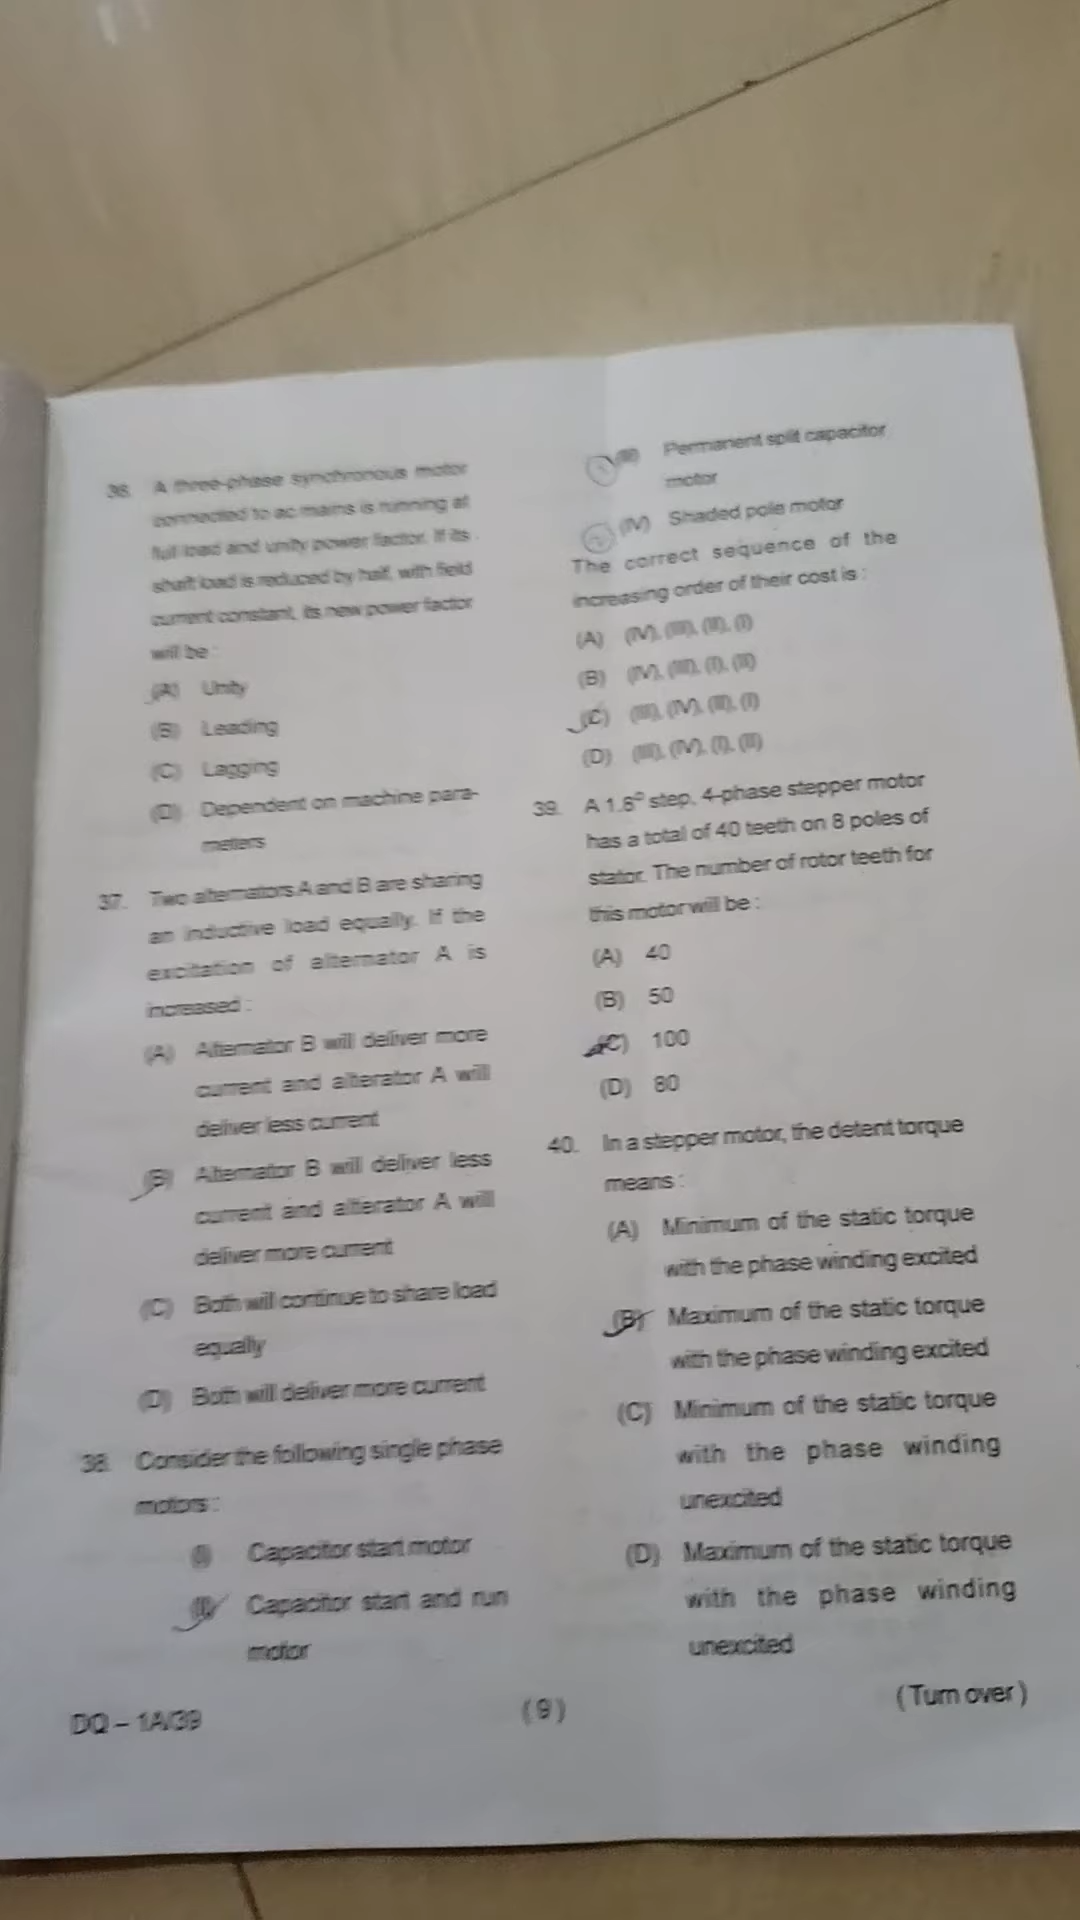 36. A three-phase synchronous motor
connected to ac mains is running at
full load and unity power factor. If its
shaft load is reduced by half, with field
current constant, its new power factor
will be :
(A) Unity
(B) Leading
(C) Lagging
(D) Dependent on machine para-
meters
37. Two alternators A and B are sharing
an inductive load equally. If the
excitation of alternator A is
increased :
(A) Alternator B will deliver more
current and alterator A will
deliver less current
(B) Alternator B will deliver less
current and alterator A will
deliver more current
(C) Both will continue to share load
equally
(D) Both will deliver more current
38. Consider the following single phase
motors :
(I) Capacitor start motor
(II) Capacitor start and run
motor
(III) Permanent split capacitor
motor
(IV) Shaded pole motor
The correct sequence of the
increasing order of their cost is :
(A) (IV), (III), (II), (I)
(B) (IV), (III), (I), (II)
(C) (III), (IV), (II), (I)
(D) (III), (IV), (I), (II)
39. A 1.8° step, 4-phase stepper motor
has a total of 40 teeth on 8 poles of
stator. The number of rotor teeth for
this motor will be :
(A) 40
(B) 50
(C) 100
(D) 80
40. In a stepper motor, the detent torque
means :
(A) Minimum of the static torque
with the phase winding excited
(B) Maximum of the static torque
with the phase winding excited
(C) Minimum of the static torque
with the phase winding
unexcited
(D) Maximum of the static torque
with the phase winding
unexcited
DQ – 1A/39
(9)
(Turn over)